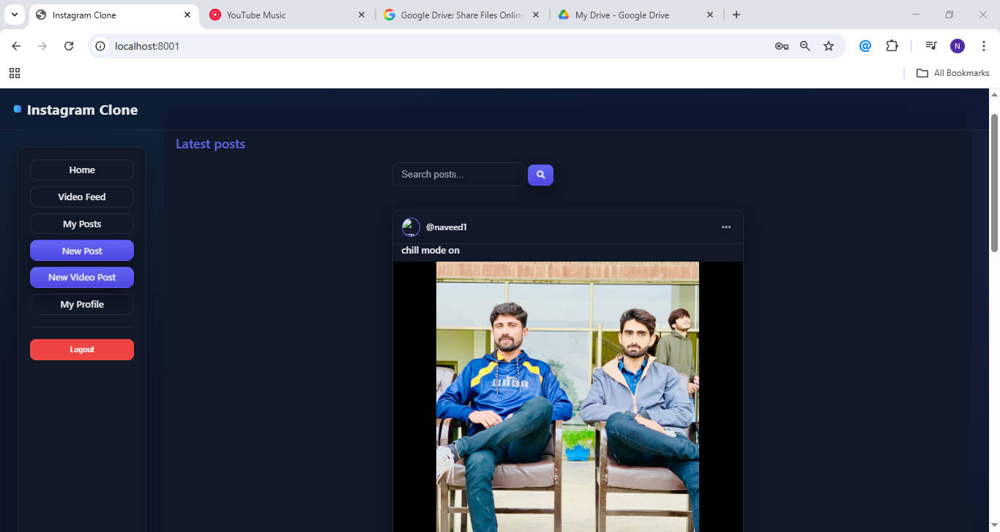 Instagram Clone
YouTube Music
Google Drive: Share Files Online
My Drive - Google Drive
localhost:8001
N
All Bookmarks
Instagram Clone
Latest posts
Home
Video Feed
My Posts
New Post
New Video Post
My Profile
Logout
Search posts...
@naveed1
chill mode on